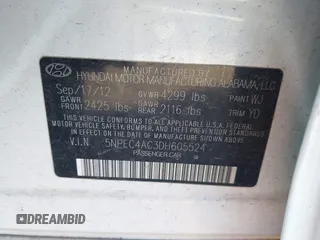 MANUFACTURED BY
HYUNDAI MOTOR MANUFACTURING ALABAMA, LLC
Sep/17/12 GVWR 4299 lbs PAINT WJ
GAWR FRONT 2425 lbs GAWR REAR 2116 lbs TRIM YD
THIS VEHICLE CONFORMS TO ALL APPLICABLE U.S.A. FEDERAL
MOTOR VEHICLE SAFETY, BUMPER, AND THEFT PREVENTION
STANDARDS IN EFFECT ON THE DATE OF MANUFACTURE SHOWN ABOVE.
V.I.N 5NPEC4AC3DH605524
PASSENGER CAR